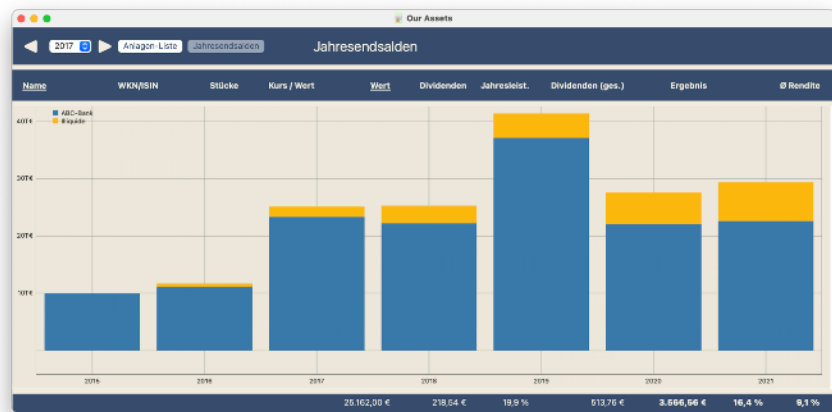 Our Assets
2017 Anlagen-Liste Jahresendsalden Jahresendsalden
Name WKN/ISIN Stücke Kurs / Wert Wert Dividenden Jahresleist. Dividenden (ges.) Ergebnis Ø Rendite
ABC-Bank
Illiquide
40T€
30T€
20T€
10T€
2015 2016 2017 2018 2019 2020 2021
25.162,00 € 218,54 € 19,9 % 513,76 € 3.566,56 € 16,4 % 9,1 %